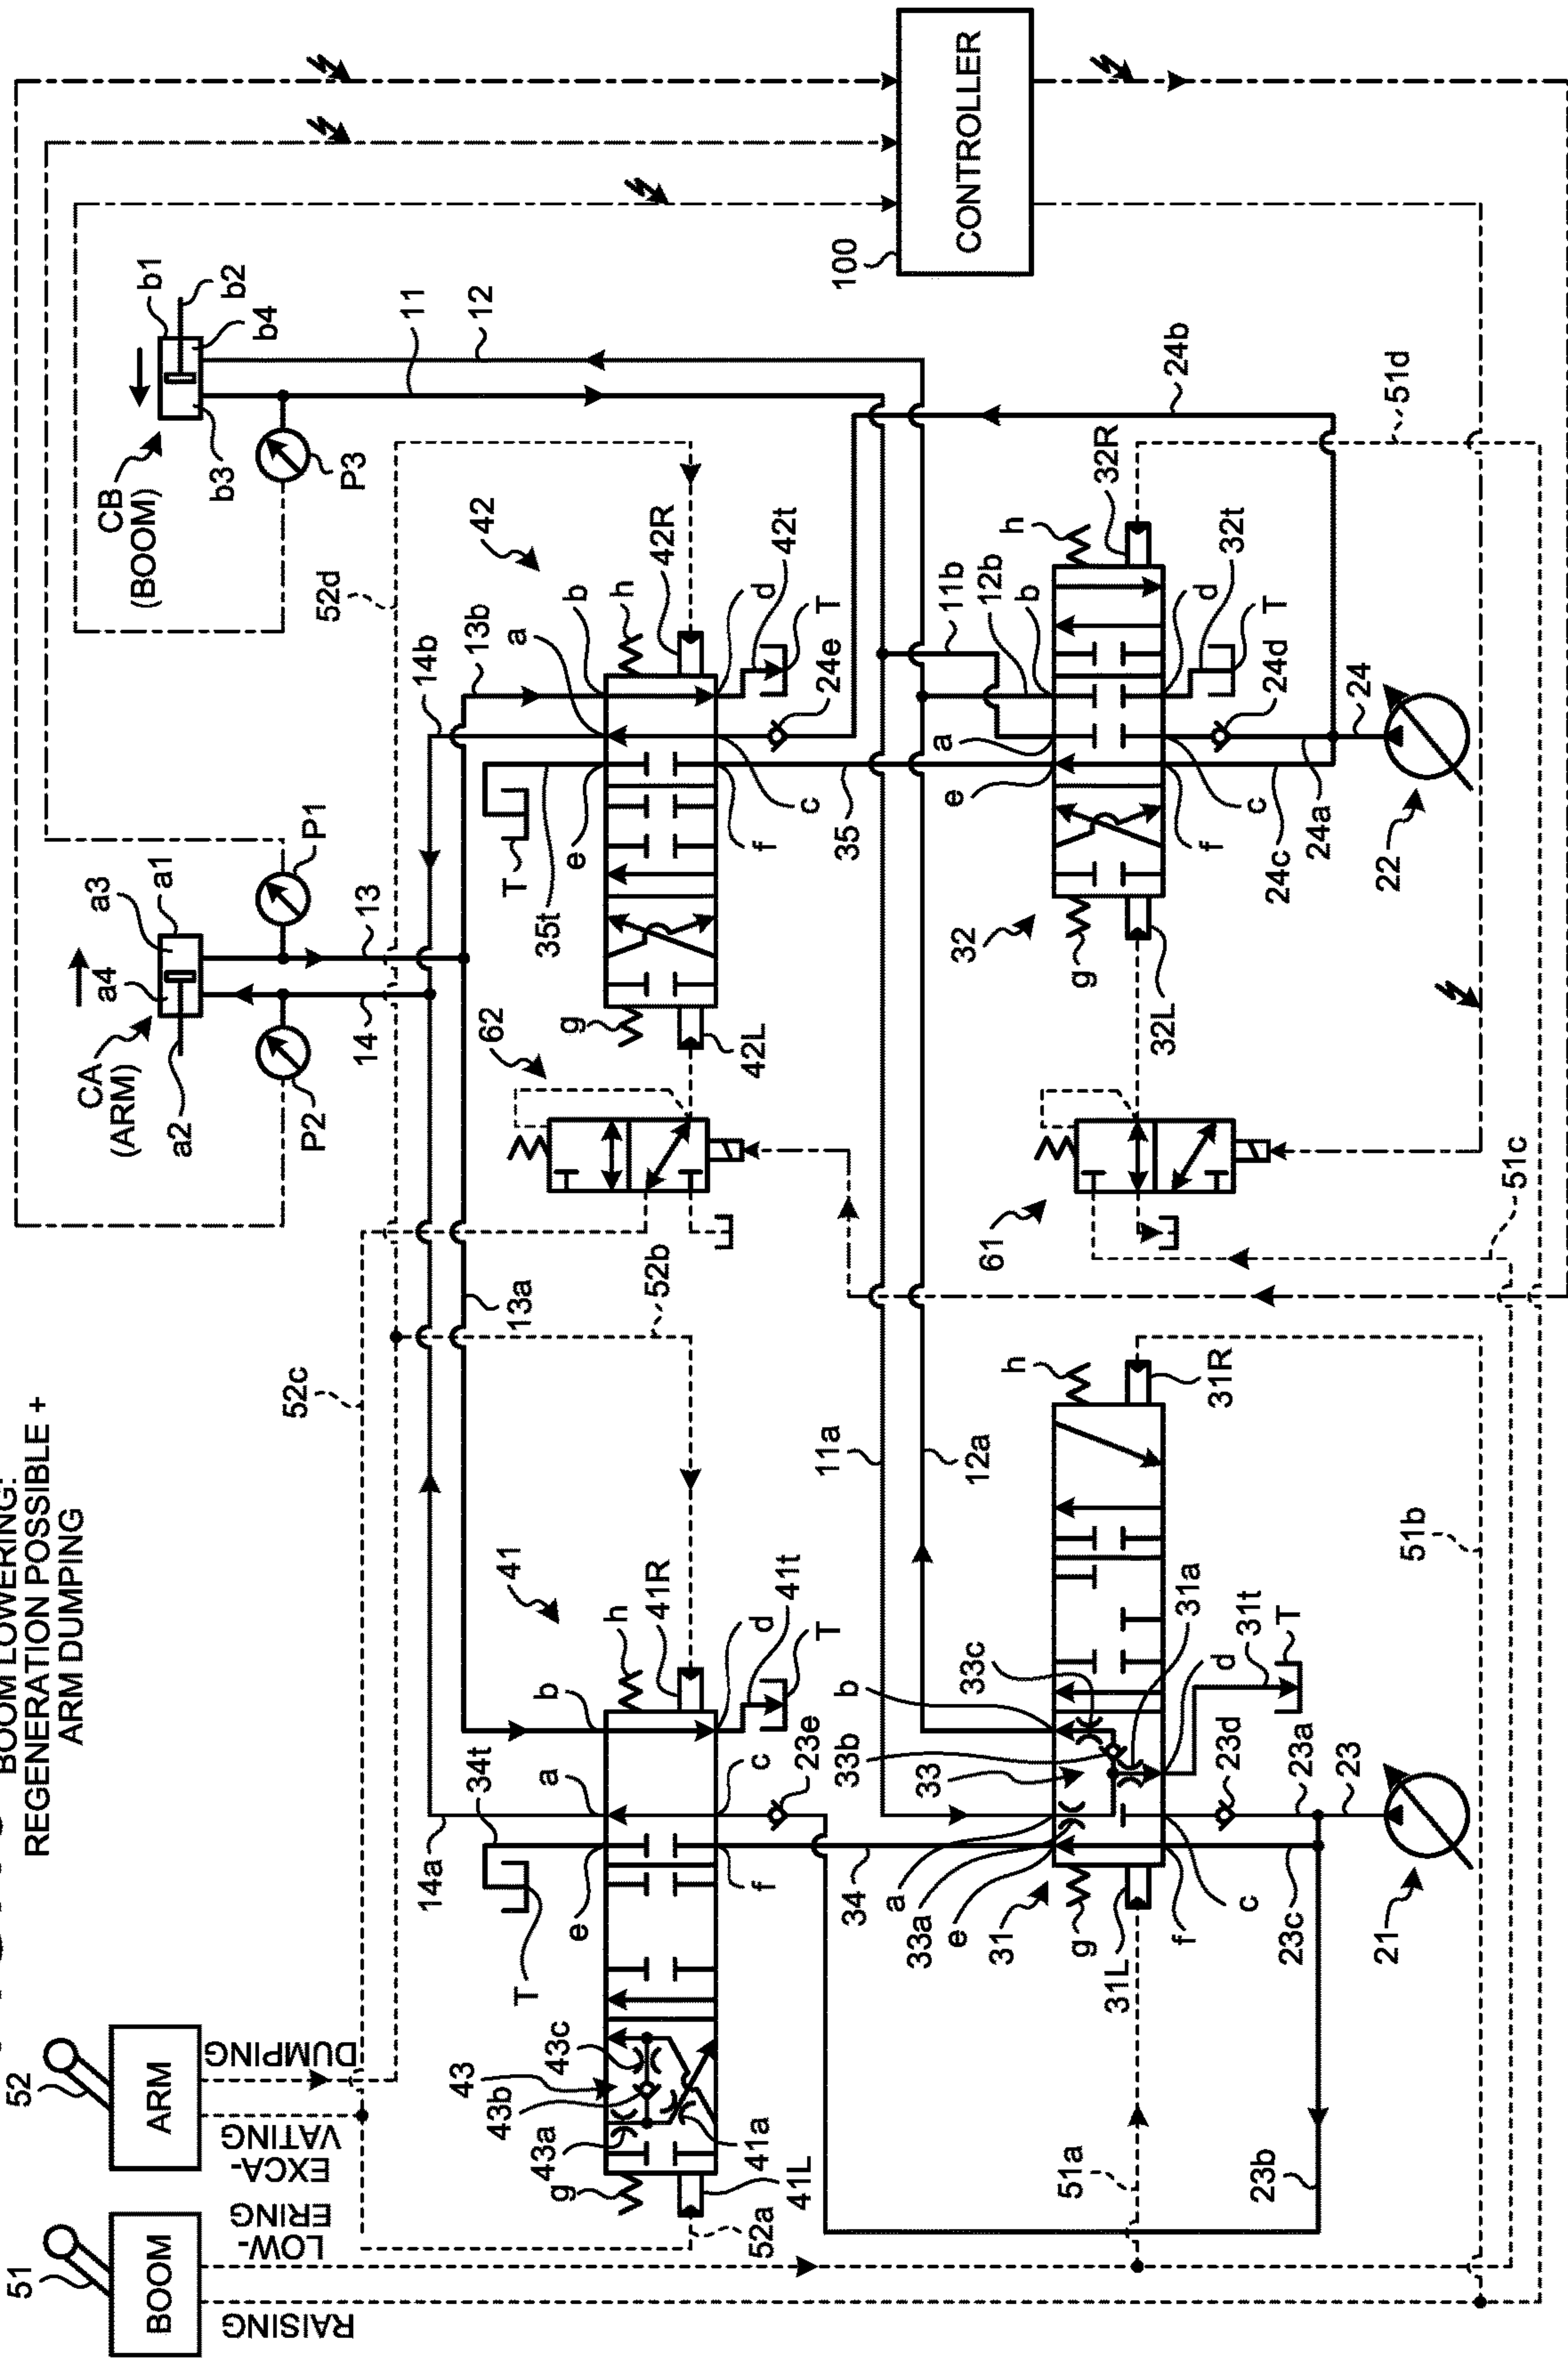 BOOM LOWERING:
REGENERATION POSSIBLE +
ARM DUMPING
51
52
BOOM
ARM
RAISING
LOW-
ERING
EXCA-
VATING
DUMPING
CA
(ARM)
a1
a2
a3
a4
P1
P2
13
14
CB
(BOOM)
b1
b2
b3
b4
P3
11
12
52c
52d
14b
13b
13a
52b
42
62
14a
34t
41
41R
h
b
a
e
T
41t
T
d
c
23e
f
43
43a
43b
43c
41a
41L
g
52a
35t
T
e
a
b
h
42R
42t
d
T
24e
c
f
g
42L
35
11a
12a
11b
12b
24b
100
CONTROLLER
34
33
33a
33b
33c
31
31a
31t
T
31L
31R
a
b
c
d
e
f
g
h
23d
23a
23
23c
23b
21
51a
51b
51c
51d
61
32
32L
32R
32t
T
a
b
c
d
e
f
g
h
24d
24
24a
24c
22